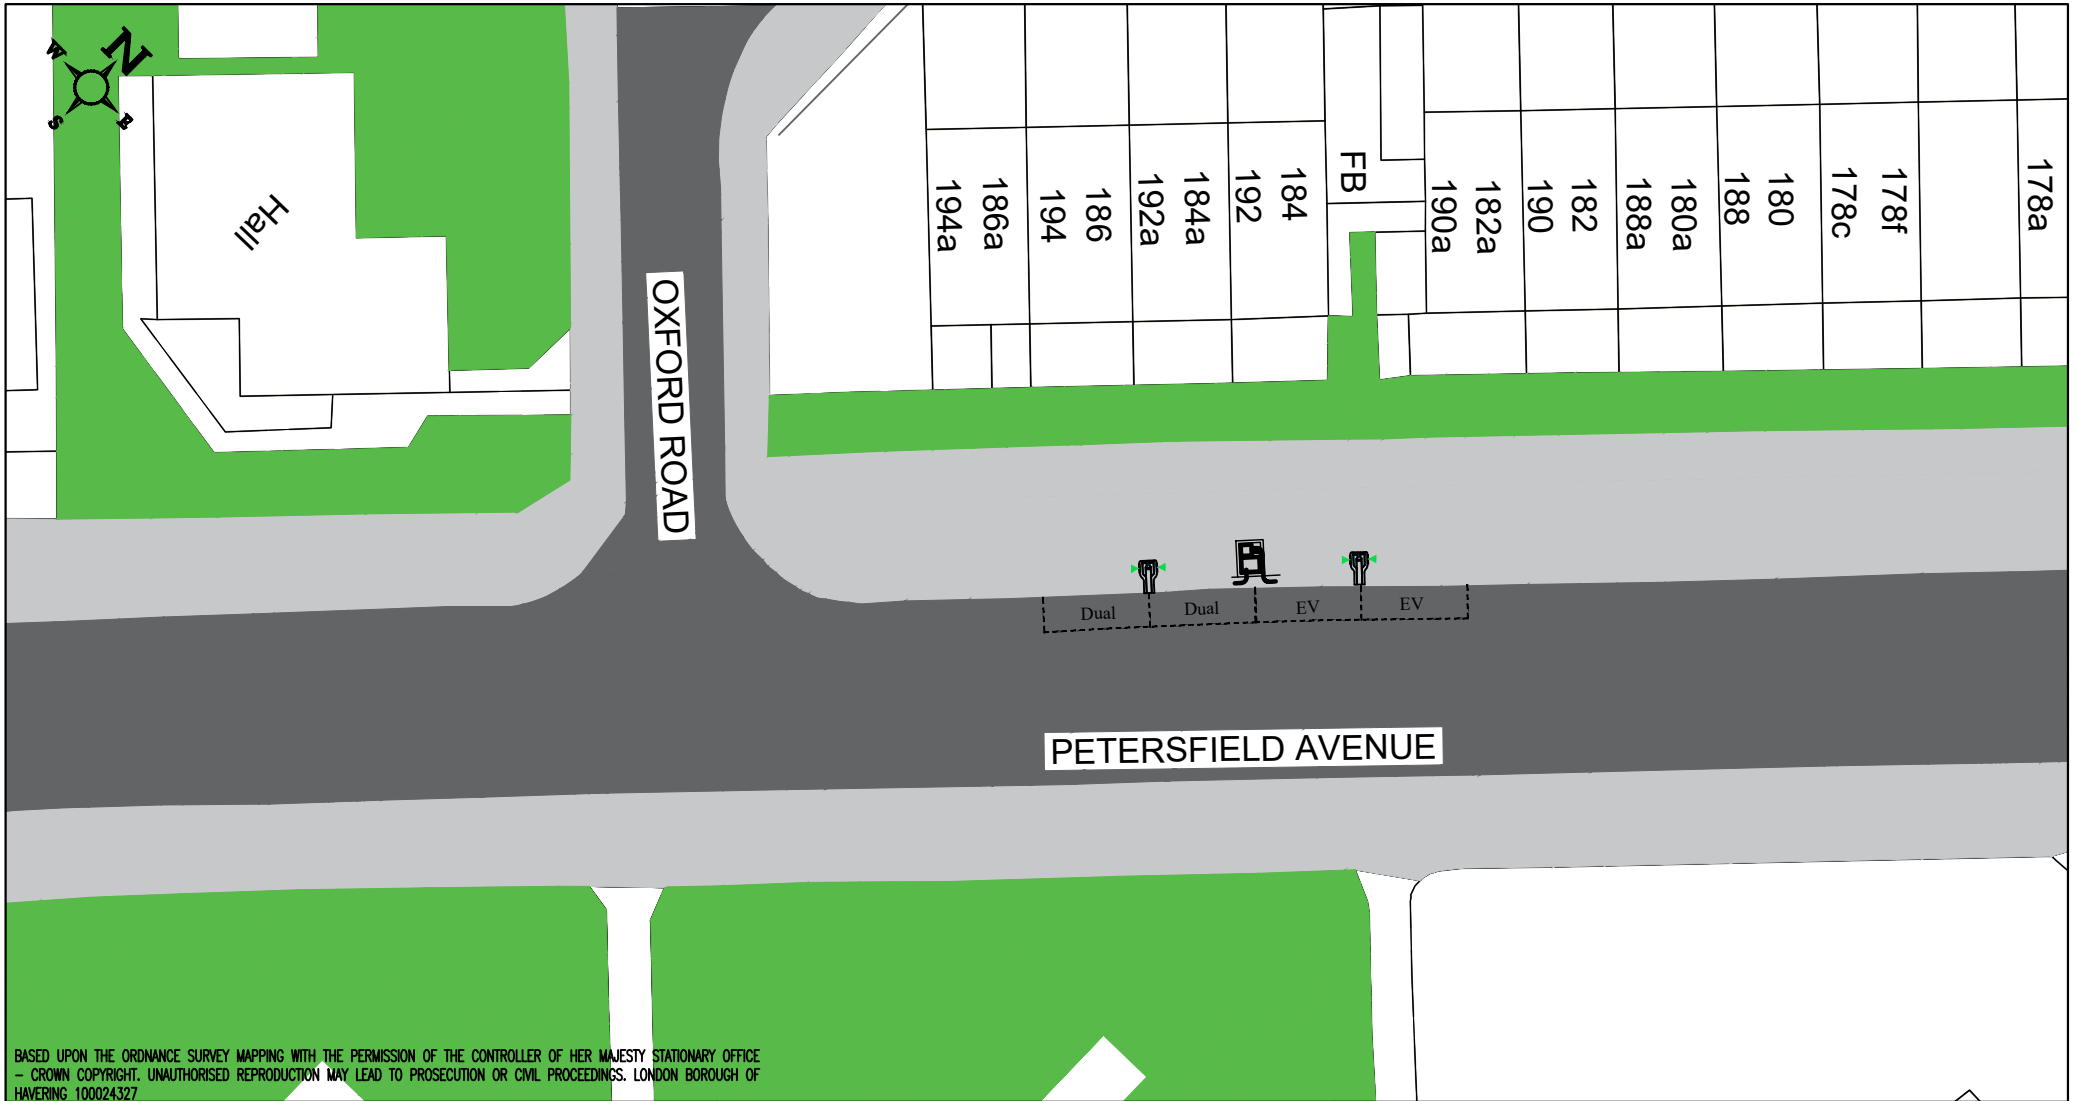 N
W
S
E
Hall
OXFORD ROAD
194a
186a
194
186
192a
184a
192
184
FB
190a
182a
190
182
188a
180a
188
180
178c
178f
178a
Dual
Dual
EV
EV
PETERSFIELD AVENUE
BASED UPON THE ORDNANCE SURVEY MAPPING WITH THE PERMISSION OF THE CONTROLLER OF HER MAJESTY STATIONARY OFFICE
- CROWN COPYRIGHT. UNAUTHORISED REPRODUCTION MAY LEAD TO PROSECUTION OR CIVIL PROCEEDINGS. LONDON BOROUGH OF
HAVERING 100024327